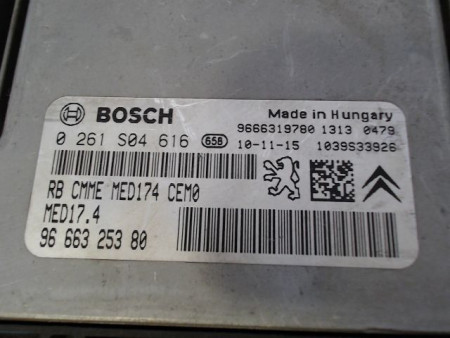 BOSCH
Made in Hungary
9666319780 1313 0479
0 261 S04 616 658 10-11-15 1039S33926
RB CMME MED174 CEM0
MED17.4
96 663 253 80